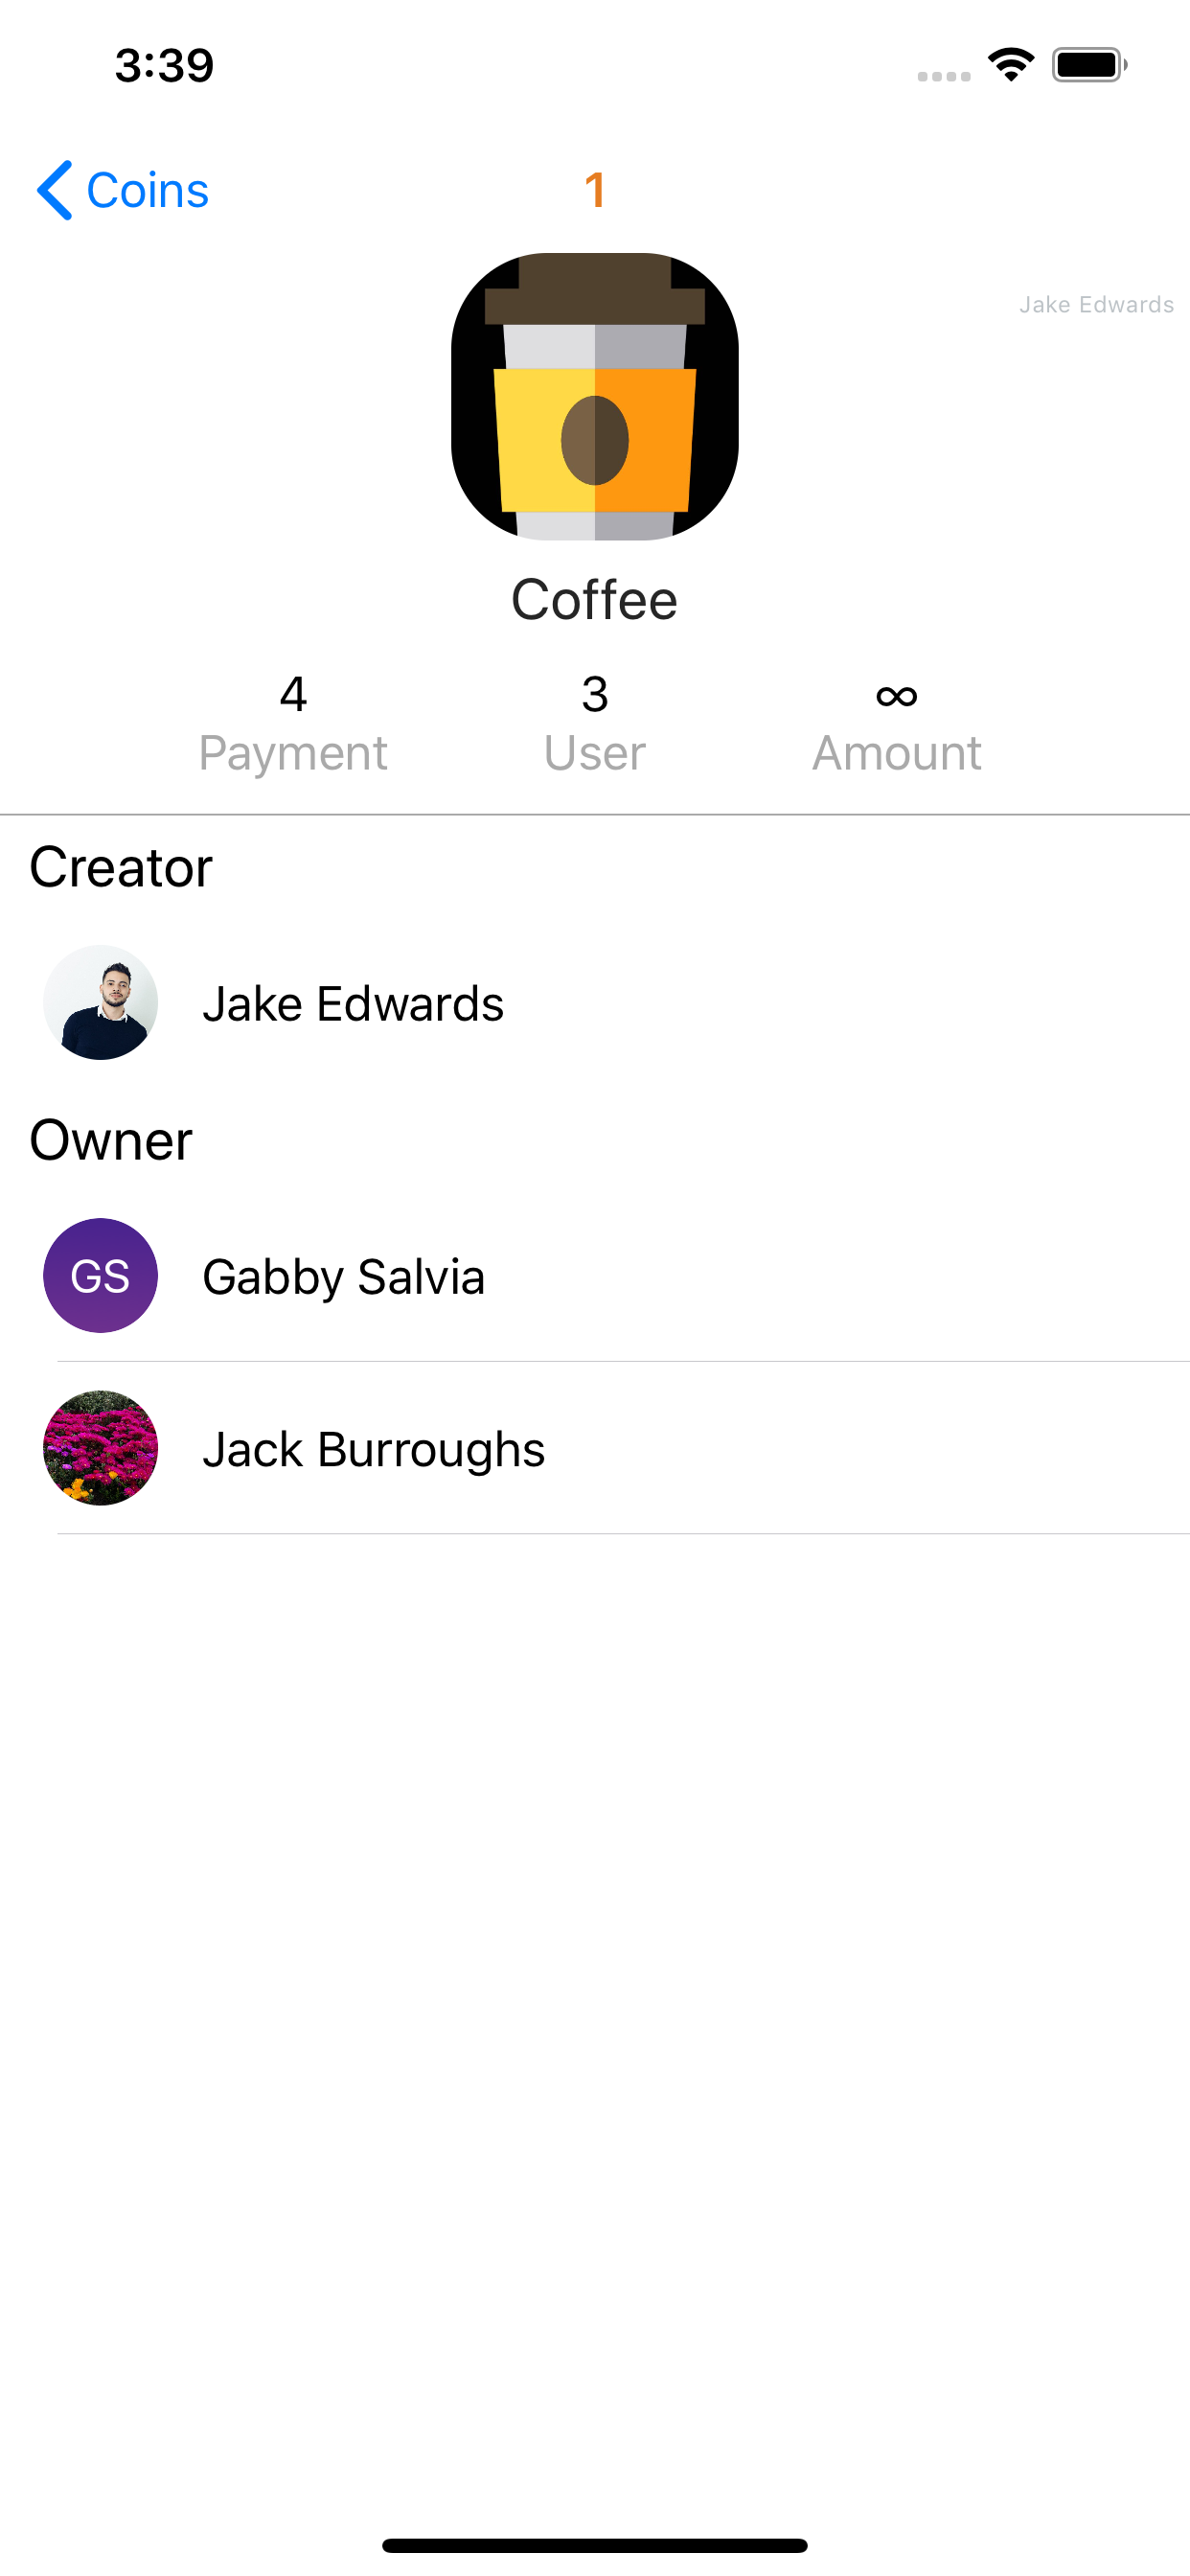 3:39
Coins
1
Jake Edwards
Coffee
4
3
∞
Payment
User
Amount
Creator
Jake Edwards
Owner
GS
Gabby Salvia
Jack Burroughs